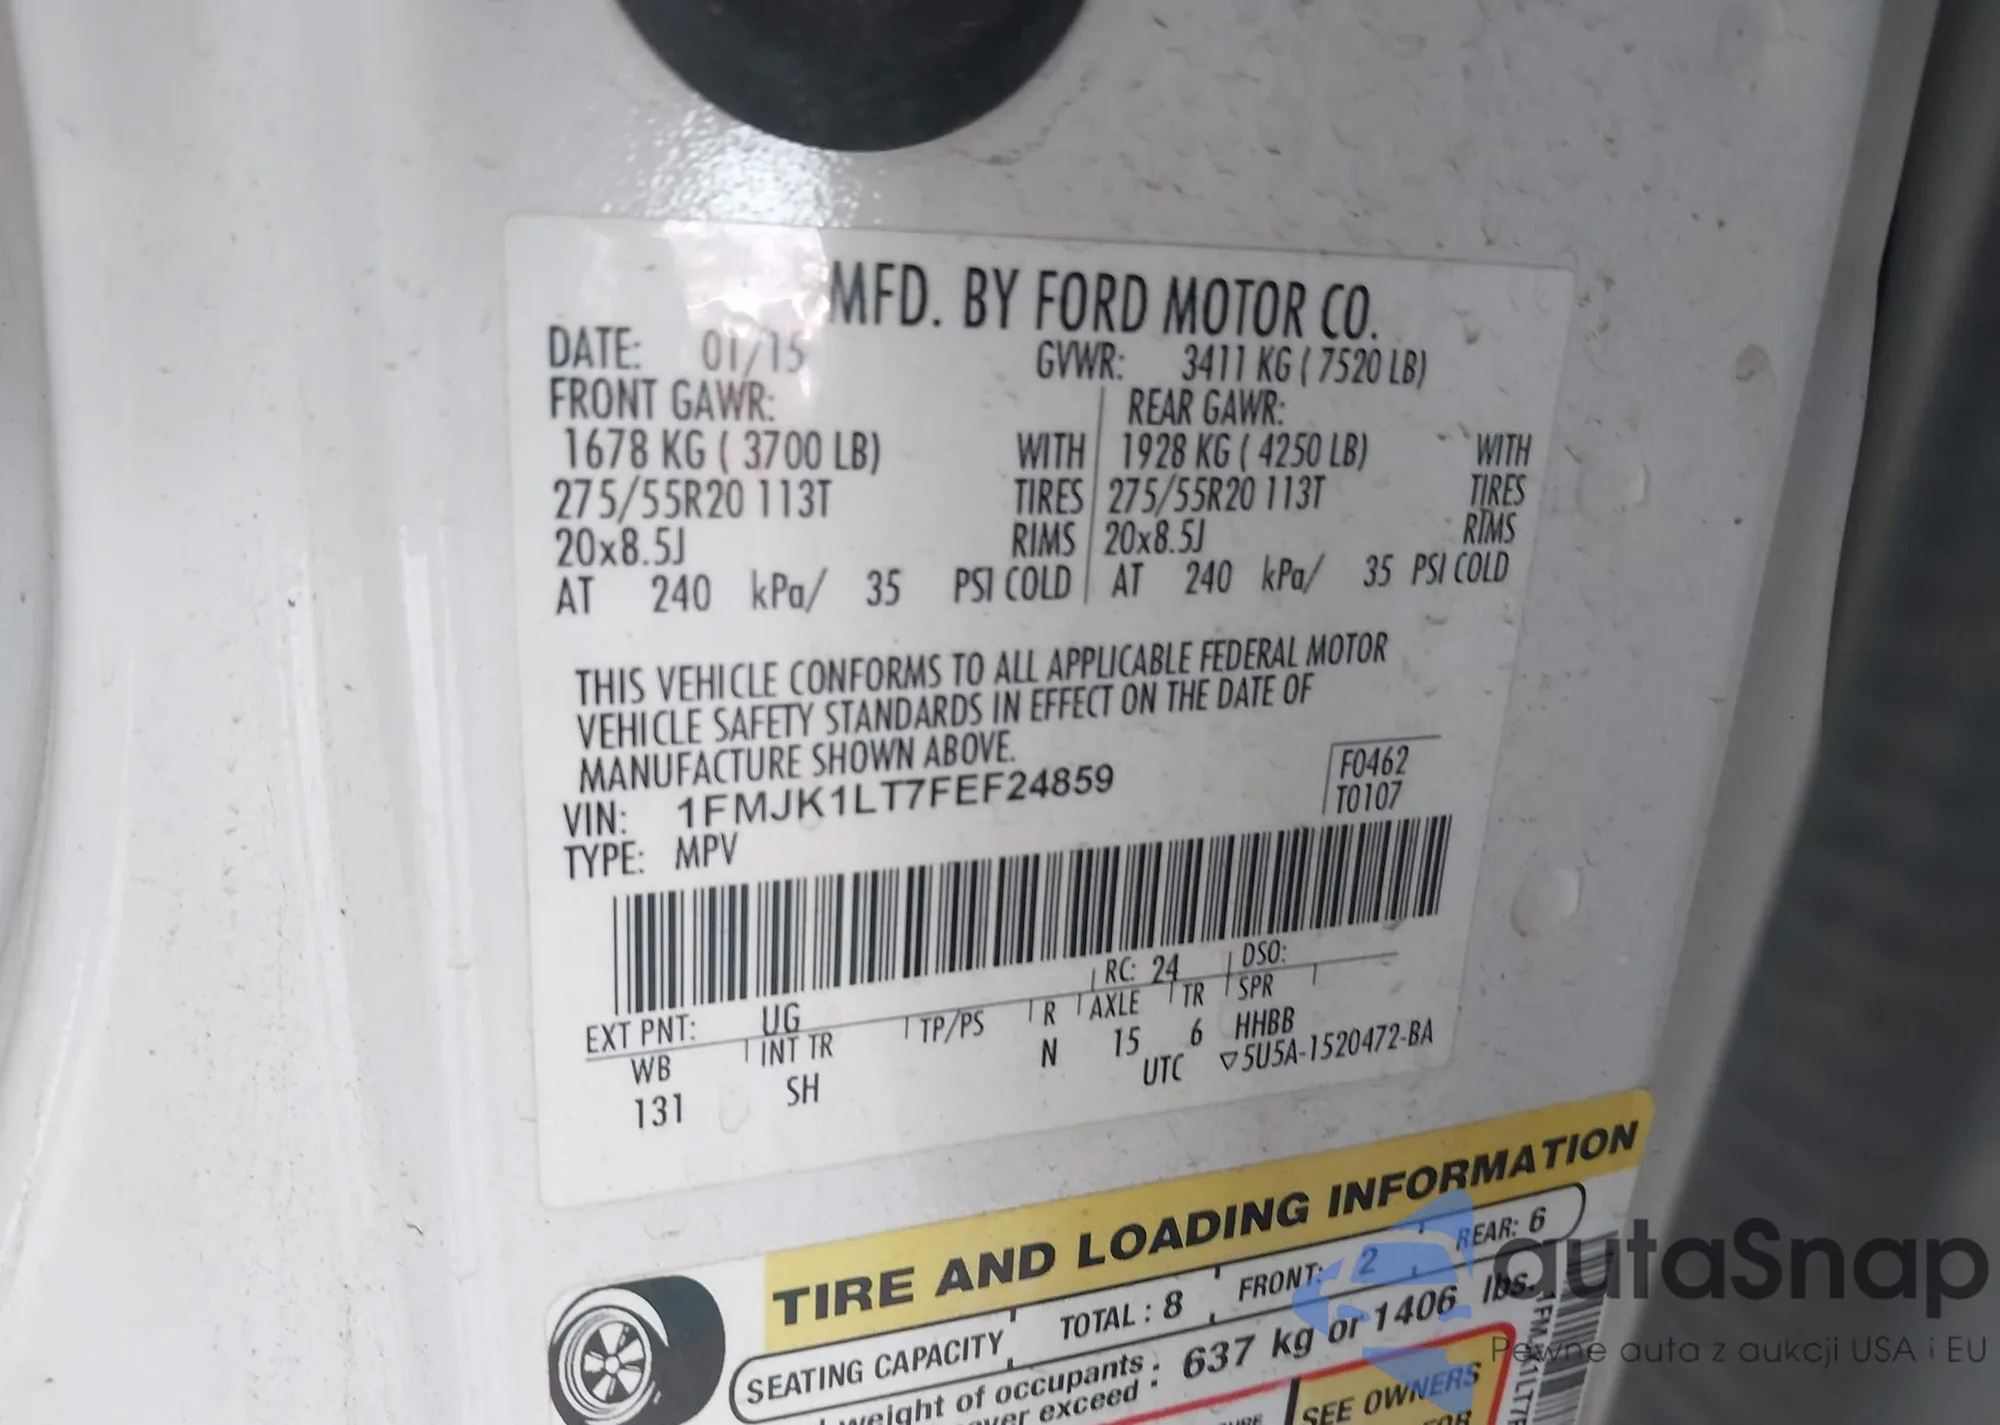 MFD. BY FORD MOTOR CO.
DATE: 01/15 GVWR: 3411 KG ( 7520 LB)
FRONT GAWR: REAR GAWR:
1678 KG ( 3700 LB) WITH 1928 KG ( 4250 LB) WITH
275/55R20 113T TIRES 275/55R20 113T TIRES
20x8.5J RIMS 20x8.5J RIMS
AT 240 kPa/ 35 PSI COLD AT 240 kPa/ 35 PSI COLD
THIS VEHICLE CONFORMS TO ALL APPLICABLE FEDERAL MOTOR
VEHICLE SAFETY STANDARDS IN EFFECT ON THE DATE OF
MANUFACTURE SHOWN ABOVE.
VIN: 1FMJK1LT7FEF24859 F0462
TYPE: MPV T0107
RC: 24 DSO:
EXT PNT: UG
WB INT TR TP/PS R AXLE TR SPR
131 SH N 15 6 HHBB
UTC ▽5U5A-1520472-BA
TIRE AND LOADING INFORMATION
SEATING CAPACITY TOTAL : 8 FRONT: 2 REAR: 6
weight of occupants : 637 kg or 1406 lbs.
exceed
SEE OWNERS
autaSnap
Pewne auta z aukcji USA i EU